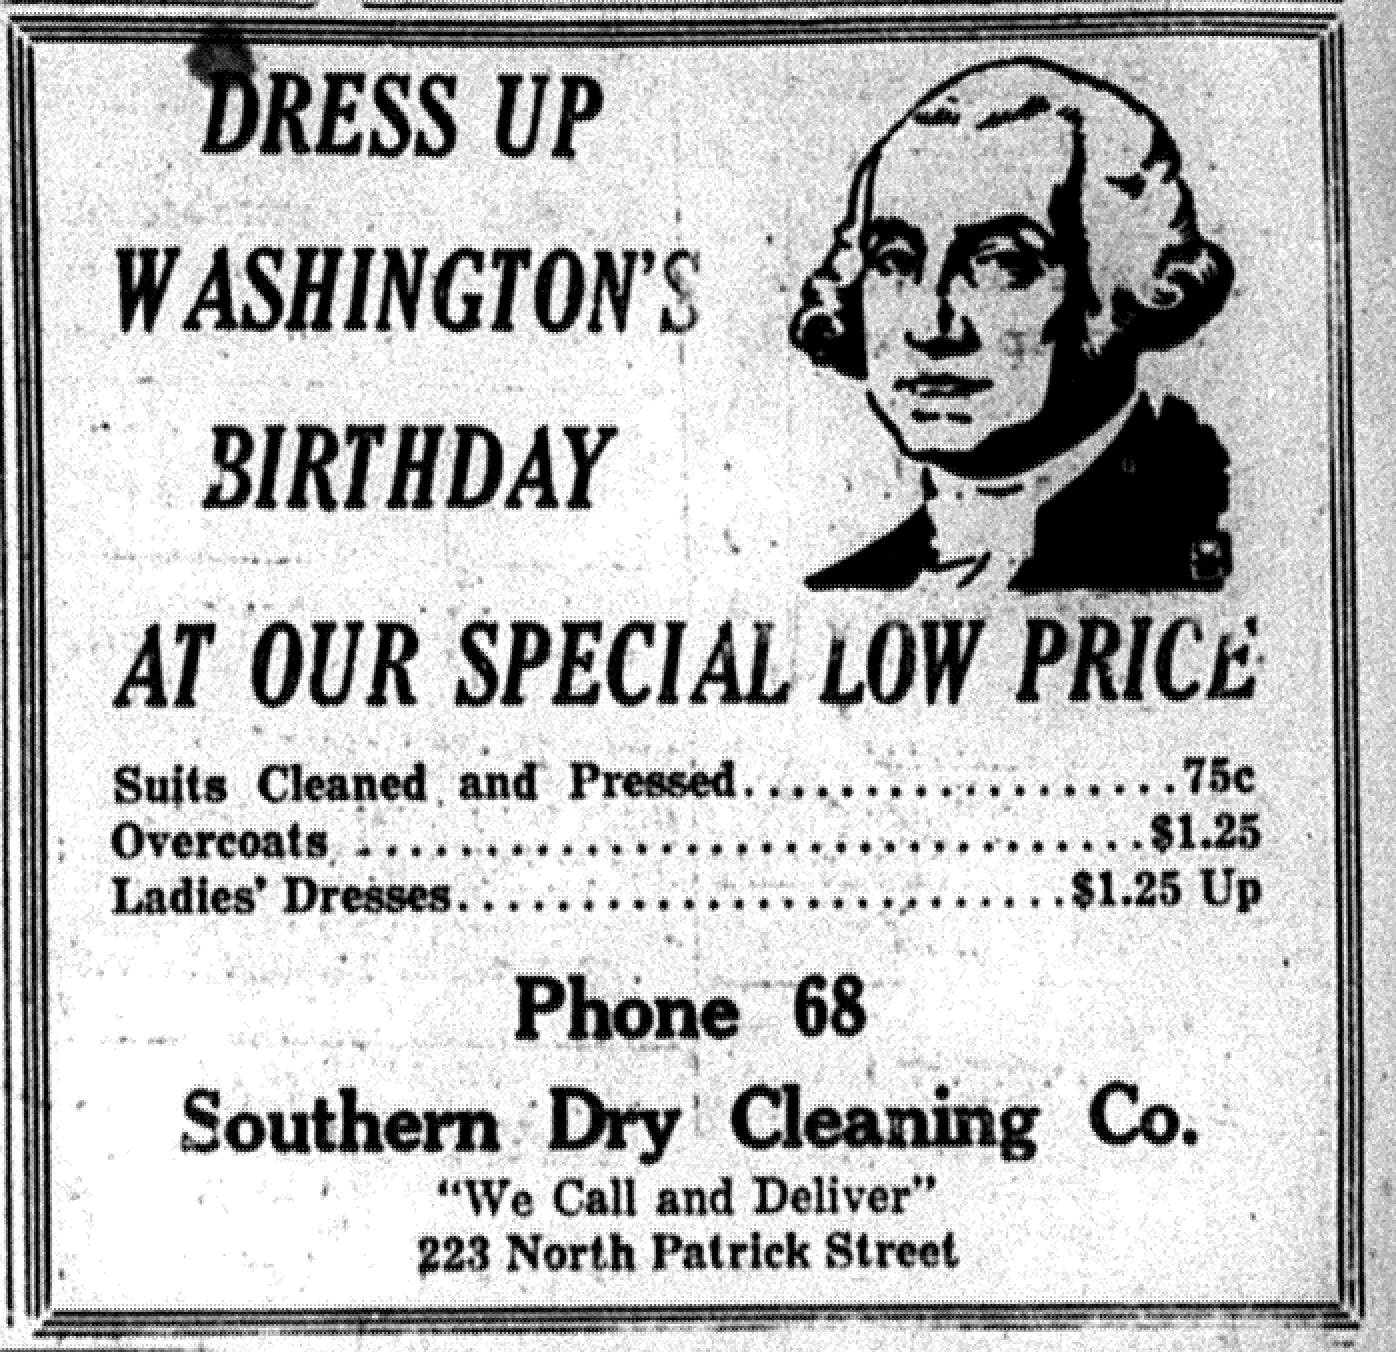 DRESS UP
WASHINGTON'S
BIRTHDAY
AT OUR SPECIAL LOW PRICE
Suits Cleaned and Pressed..................75c
Overcoats ................................$1.25
Ladies' Dresses.........................$1.25 Up
Phone 68
Southern Dry Cleaning Co.
"We Call and Deliver"
223 North Patrick Street